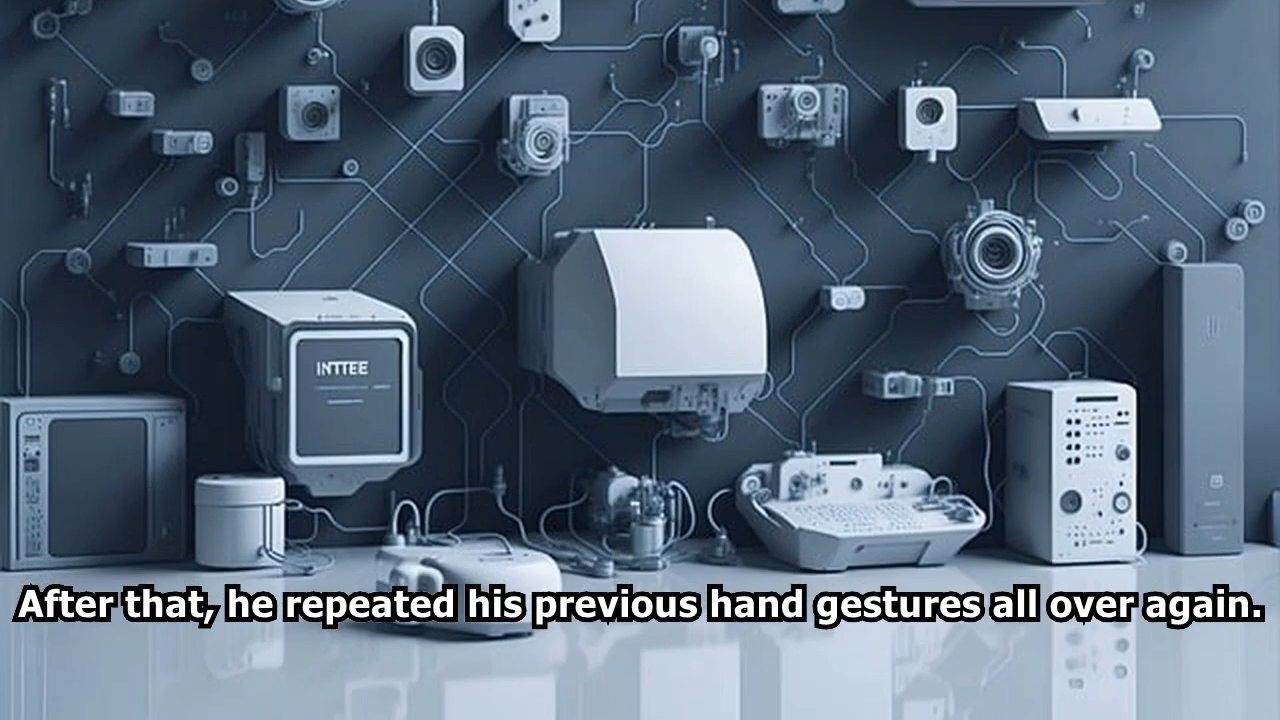 INTTEE
After that, he repeated his previous hand gestures all over again.